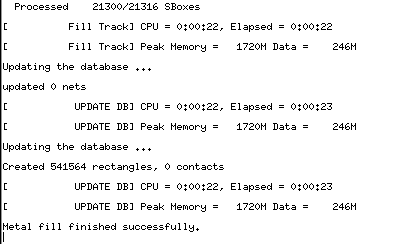 Processed    21300/21316 SBoxes
[          Fill Track] CPU = 0:00:22, Elapsed = 0:00:22
[          Fill Track] Peak Memory =   1720M Data =    246M
Updating the database ...
updated 0 nets
[           UPDATE DB] CPU = 0:00:22, Elapsed = 0:00:23
[           UPDATE DB] Peak Memory =   1720M Data =    246M
Updating the database ...
Created 541564 rectangles, 0 contacts
[           UPDATE DB] CPU = 0:00:22, Elapsed = 0:00:23
[           UPDATE DB] Peak Memory =   1720M Data =    246M
Metal fill finished successfully.